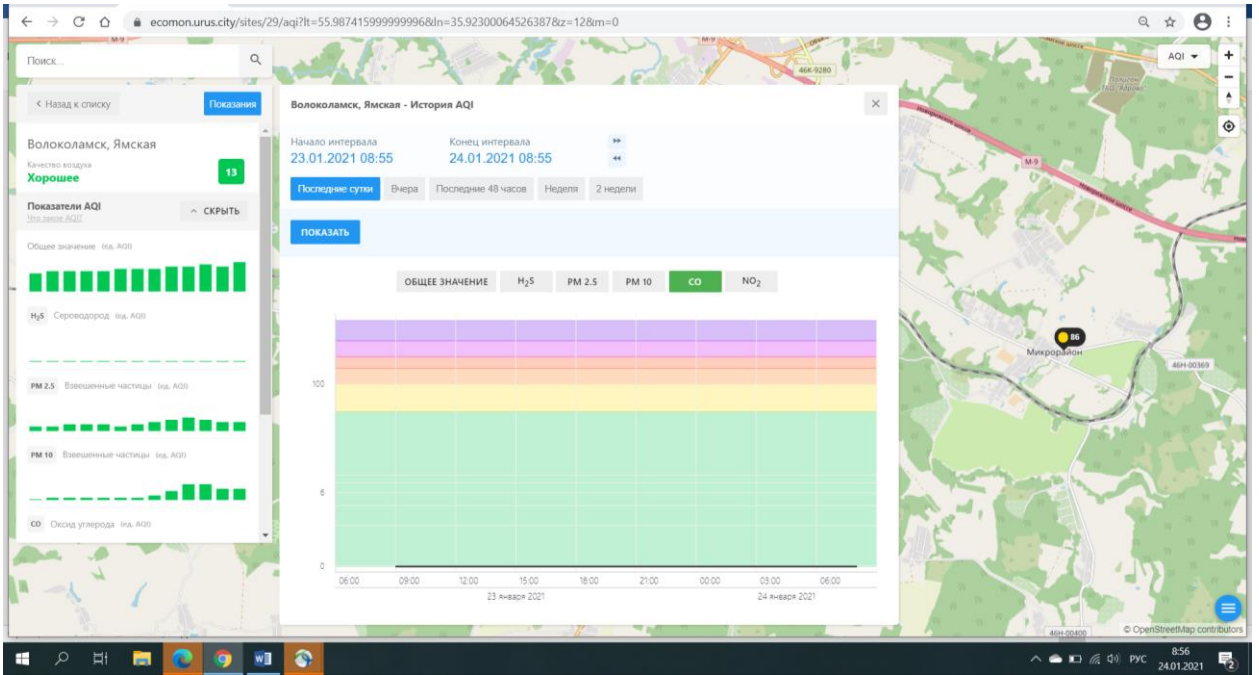 ecomon.urus.city/sites/29/aqi?lt=55.987415999999996&ln=35.92300064526387&z=12&m=0
Поиск...
AQI
+
−
< Назад к списку
Показания
Волоколамск, Ямская
Качество воздуха
Хорошее
13
Показатели AQI
Что такое AQI?
СКРЫТЬ
Общее значение (ед. AQI)
H₂S Сероводород (ед. AQI)
PM 2.5 Взвешенные частицы (ед. AQI)
PM 10 Взвешенные частицы (ед. AQI)
CO Оксид углерода (ед. AQI)
Волоколамск, Ямская - История AQI
Начало интервала
Конец интервала
23.01.2021 08:55
24.01.2021 08:55
Последние сутки
Вчера
Последние 48 часов
Неделя
2 недели
ПОКАЗАТЬ
ОБЩЕЕ ЗНАЧЕНИЕ
H₂S
PM 2.5
PM 10
CO
NO₂
100
6
0
06:00 09:00 12:00 15:00 18:00 21:00 00:00 03:00 06:00
23 января 2021
24 января 2021
М-9
М-9
46К-9280
М-9
86
Микрорайон
46Н-00369
46Н-00400
© OpenStreetMap contributors
РУС
8:56
24.01.2021
2